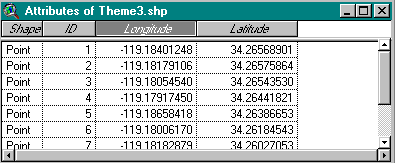 Attributes of Theme3.shp
Shape ID Longitude Latitude
Point 1 -119.18401248 34.26568901
Point 2 -119.18179106 34.26575864
Point 3 -119.18054540 34.26543530
Point 4 -119.17917450 34.26441821
Point 5 -119.18658418 34.26386653
Point 6 -119.18006170 34.26184543
Point 7 -119.18182879 34.26027053